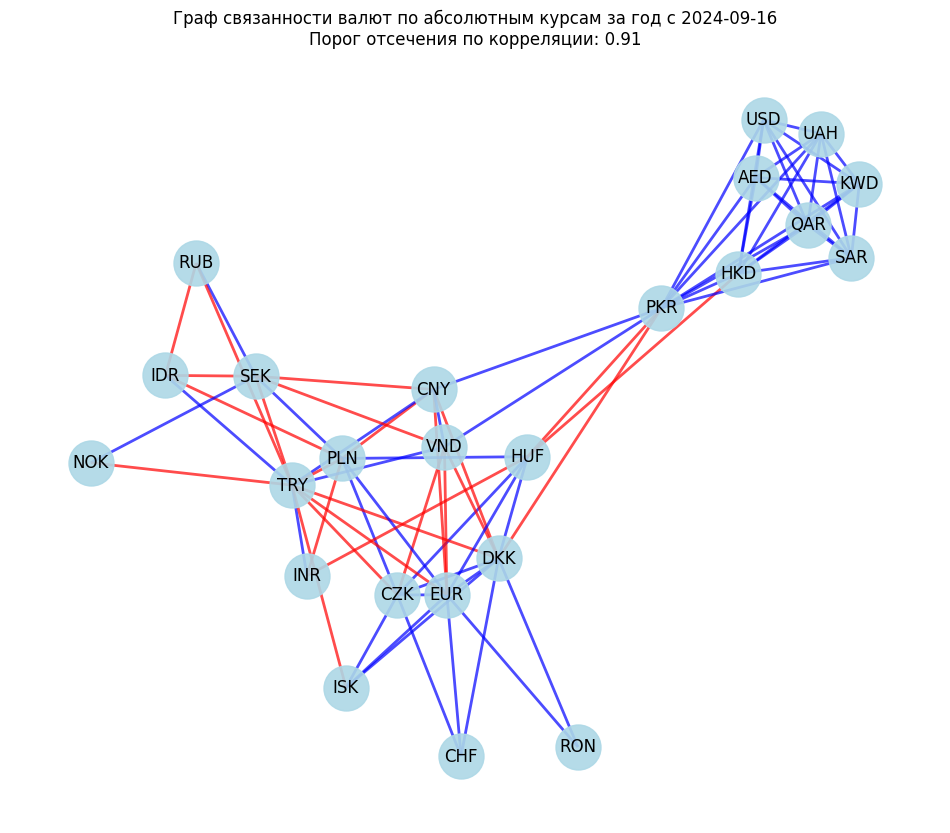 Граф связанности валют по абсолютным курсам за год с 2024-09-16
Порог отсечения по корреляции: 0.91
USD
UAH
AED
KWD
QAR
SAR
HKD
PKR
RUB
IDR
SEK
CNY
VND
HUF
PLN
NOK
TRY
DKK
INR
CZK
EUR
ISK
RON
CHF